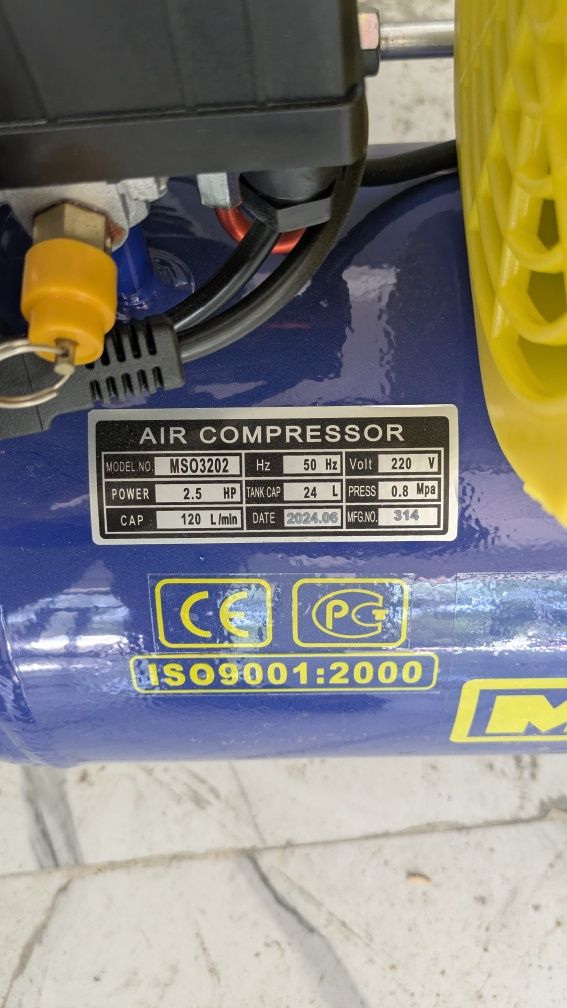 AIR COMPRESSOR
MODEL.NO. MSO3202 Hz 50 Hz Volt 220 V
POWER 2.5 HP TANK CAP 24 L PRESS 0.8 Mpa
CAP 120 L/min DATE 2024.06 MFG.NO. 314
CE PCT
ISO9001:2000
M